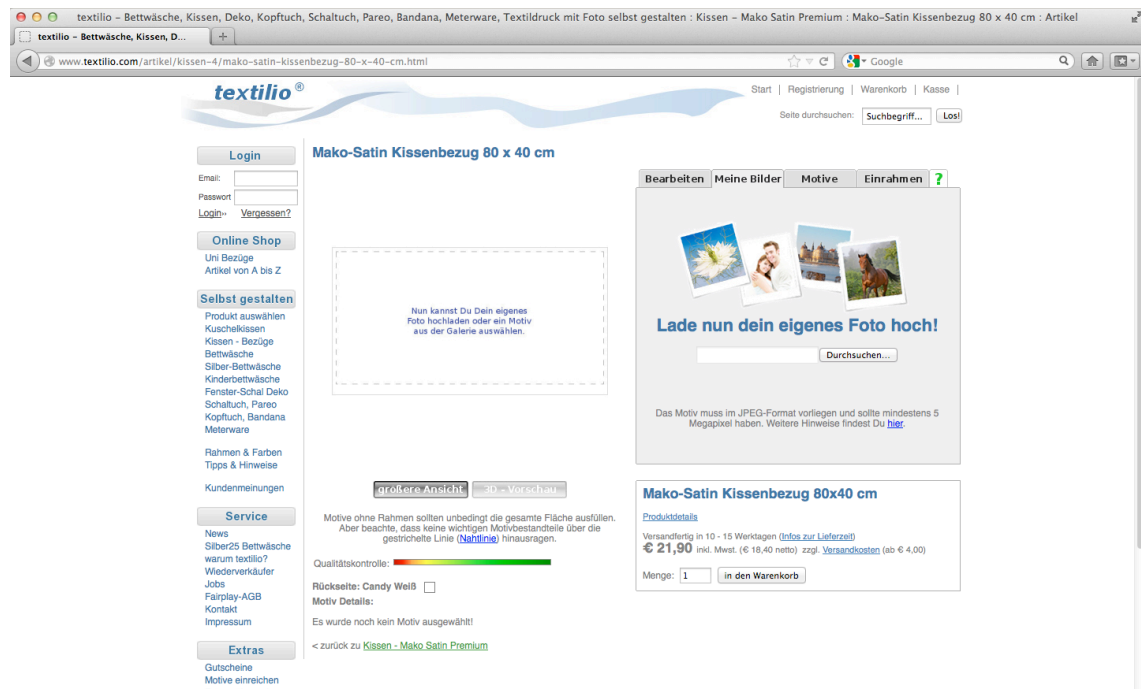 textilio – Bettwäsche, Kissen, Deko, Kopftuch, Schaltuch, Pareo, Bandana, Meterware, Textildruck mit Foto selbst gestalten : Kissen – Mako Satin Premium : Mako-Satin Kissenbezug 80 x 40 cm : Artikel
textilio – Bettwäsche, Kissen, D...
www.textilio.com/artikel/kissen-4/mako-satin-kissenbezug-80-x-40-cm.html
Google
textilio ®
Start | Registrierung | Warenkorb | Kasse |
Seite durchsuchen: Suchbegriff... Los!
Login
Email:
Passwort
Login» Vergessen?
Online Shop
Uni Bezüge
Artikel von A bis Z
Selbst gestalten
Produkt auswählen
Kuschelkissen
Kissen - Bezüge
Bettwäsche
Silber-Bettwäsche
Kinderbettwäsche
Fenster-Schal Deko
Schaltuch, Pareo
Kopftuch, Bandana
Meterware
Rahmen & Farben
Tipps & Hinweise
Kundenmeinungen
Service
News
Silber25 Bettwäsche
warum textilio?
Wiederverkäufer
Jobs
Fairplay-AGB
Kontakt
Impressum
Extras
Gutscheine
Motive einreichen
Mako-Satin Kissenbezug 80 x 40 cm
Nun kannst Du Dein eigenes
Foto hochladen oder ein Motiv
aus der Galerie auswählen.
größere Ansicht 3D - Vorschau
Motive ohne Rahmen sollten unbedingt die gesamte Fläche ausfüllen.
Aber beachte, dass keine wichtigen Motivbestandteile über die
gestrichelte Linie (Nahtlinie) hinausragen.
Qualitätskontrolle:
Rückseite: Candy Weiß
Motiv Details:
Es wurde noch kein Motiv ausgewählt!
< zurück zu Kissen - Mako Satin Premium
Bearbeiten Meine Bilder Motive Einrahmen ?
Lade nun dein eigenes Foto hoch!
Durchsuchen...
Das Motiv muss im JPEG-Format vorliegen und sollte mindestens 5
Megapixel haben. Weitere Hinweise findest Du hier.
Mako-Satin Kissenbezug 80x40 cm
Produktdetails
Versandfertig in 10 - 15 Werktagen (Infos zur Lieferzeit)
€ 21,90 inkl. Mwst. (€ 18,40 netto) zzgl. Versandkosten (ab € 4,00)
Menge: 1 in den Warenkorb